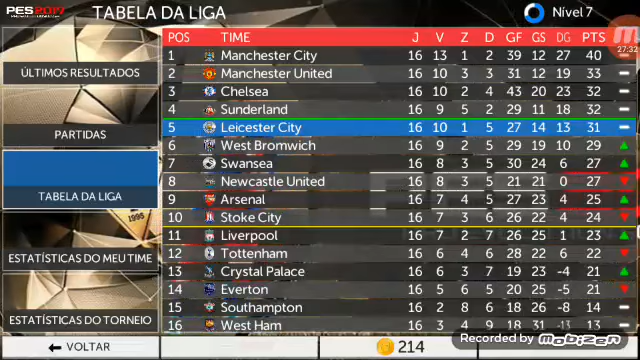 PES2017 TABELA DA LIGA Nível 7
27:32
ÚLTIMOS RESULTADOS
PARTIDAS
TABELA DA LIGA
1995
ESTATÍSTICAS DO MEU TIME
ESTATÍSTICAS DO TORNEIO
POS TIME J V Z D GF GS DG PTS
1 Manchester City 16 13 1 2 39 12 27 40
2 Manchester United 16 10 3 3 31 12 19 33
3 Chelsea 16 10 2 4 43 20 23 32
4 Sunderland 16 9 5 2 29 11 18 32
5 Leicester City 16 10 1 5 27 14 13 31
6 West Bromwich 16 9 2 5 29 19 10 29
7 Swansea 16 8 3 5 30 24 6 27
8 Newcastle United 16 8 3 5 21 21 0 27
9 Arsenal 16 7 4 5 27 23 4 25
10 Stoke City 16 7 3 6 26 22 4 24
11 Liverpool 16 7 2 7 26 25 1 23
12 Tottenham 16 6 4 6 28 22 6 22
13 Crystal Palace 16 6 3 7 19 23 -4 21
14 Everton 16 6 3 7 20 25 -5 21
15 Southampton 16 2 8 6 18 26 -8 14
16 West Ham 16 3 4 9 18 31 -13 13
VOLTAR 214
Recorded by MOBIZEN